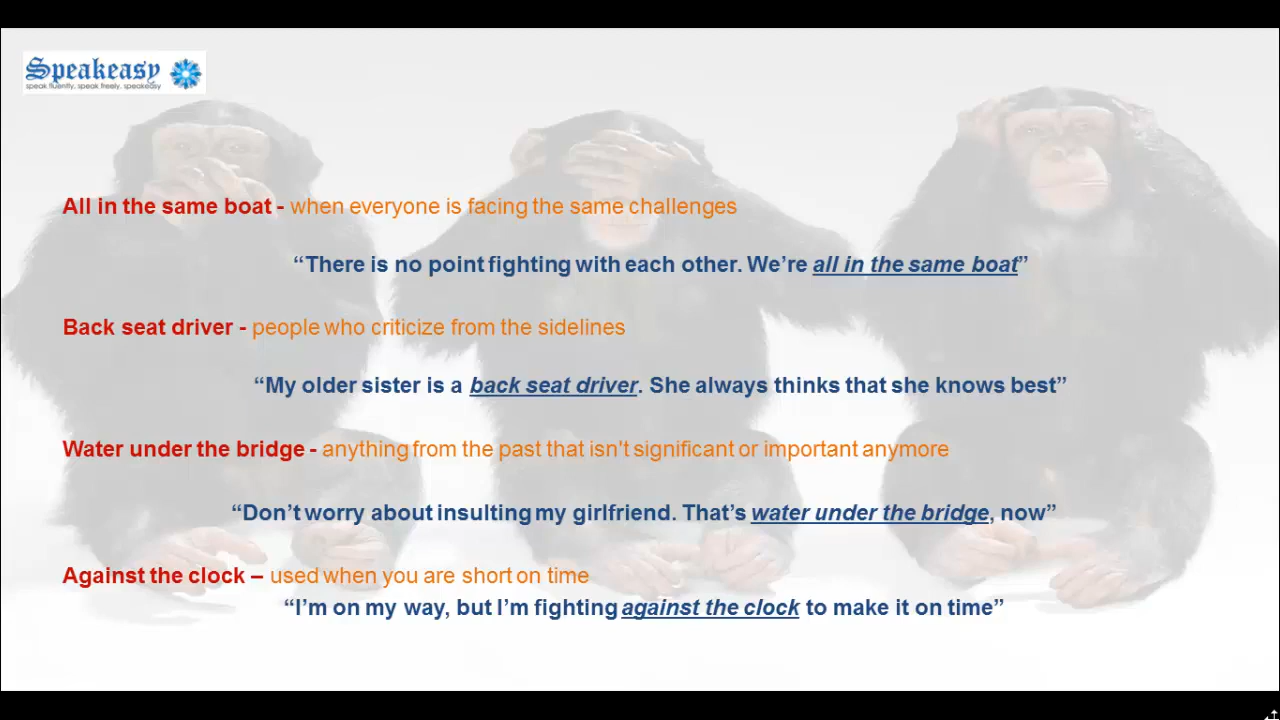 Speakeasy
speak fluently, speak freely, speakeasy
All in the same boat - when everyone is facing the same challenges
“There is no point fighting with each other. We’re all in the same boat”
Back seat driver - people who criticize from the sidelines
“My older sister is a back seat driver. She always thinks that she knows best”
Water under the bridge - anything from the past that isn't significant or important anymore
“Don’t worry about insulting my girlfriend. That’s water under the bridge, now”
Against the clock – used when you are short on time
“I’m on my way, but I’m fighting against the clock to make it on time”